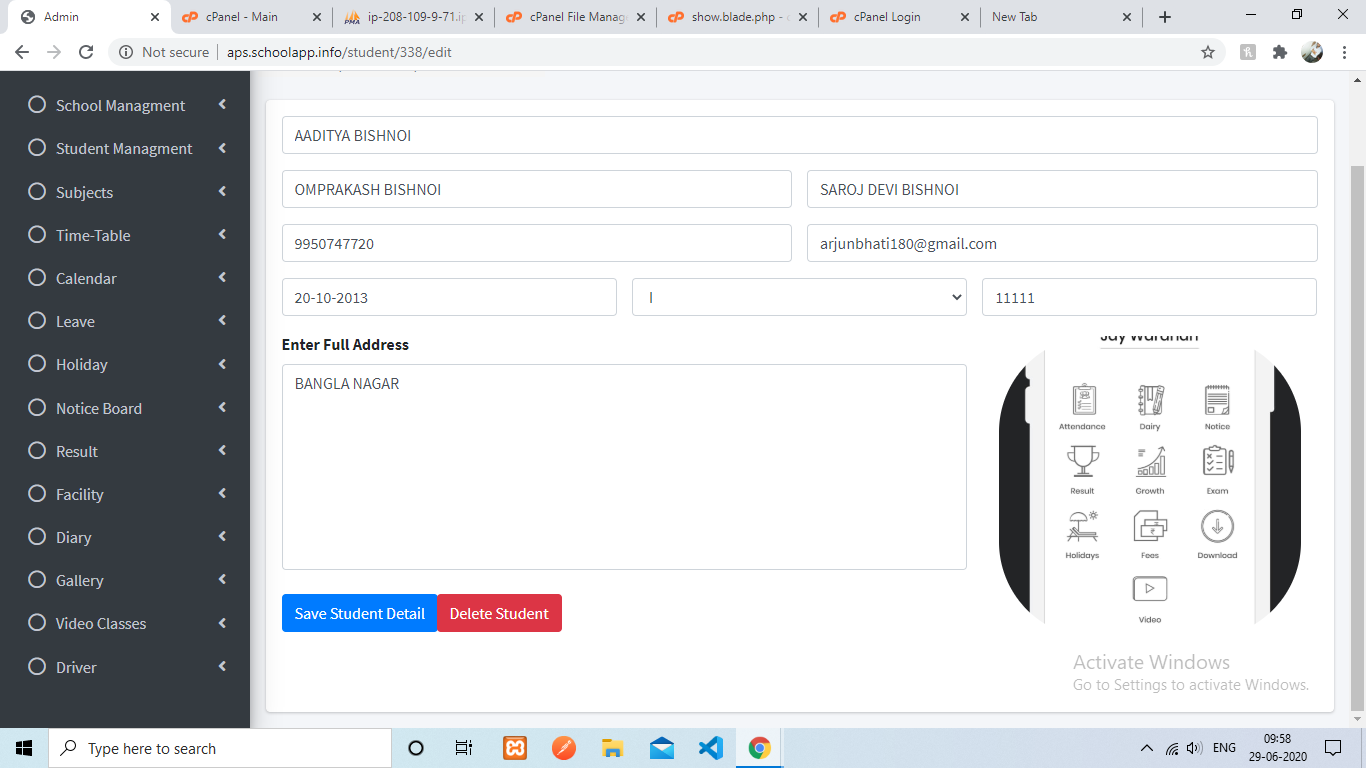 Admin
cPanel - Main
ip-208-109-9-71.ip
cPanel File Manag
show.blade.php - c
cPanel Login
New Tab
Not secure
aps.schoolapp.info/student/338/edit
School Managment
Student Managment
Subjects
Time-Table
Calendar
Leave
Holiday
Notice Board
Result
Facility
Diary
Gallery
Video Classes
Driver
AADITYA BISHNOI
OMPRAKASH BISHNOI
SAROJ DEVI BISHNOI
9950747720
arjunbhati180@gmail.com
20-10-2013
I
11111
Enter Full Address
BANGLA NAGAR
Jay Wardhan
Attendance
Dairy
Notice
Result
Growth
Exam
Holidays
Fees
Download
Video
Save Student Detail
Delete Student
Activate Windows
Go to Settings to activate Windows.
Type here to search
ENG
09:58
29-06-2020